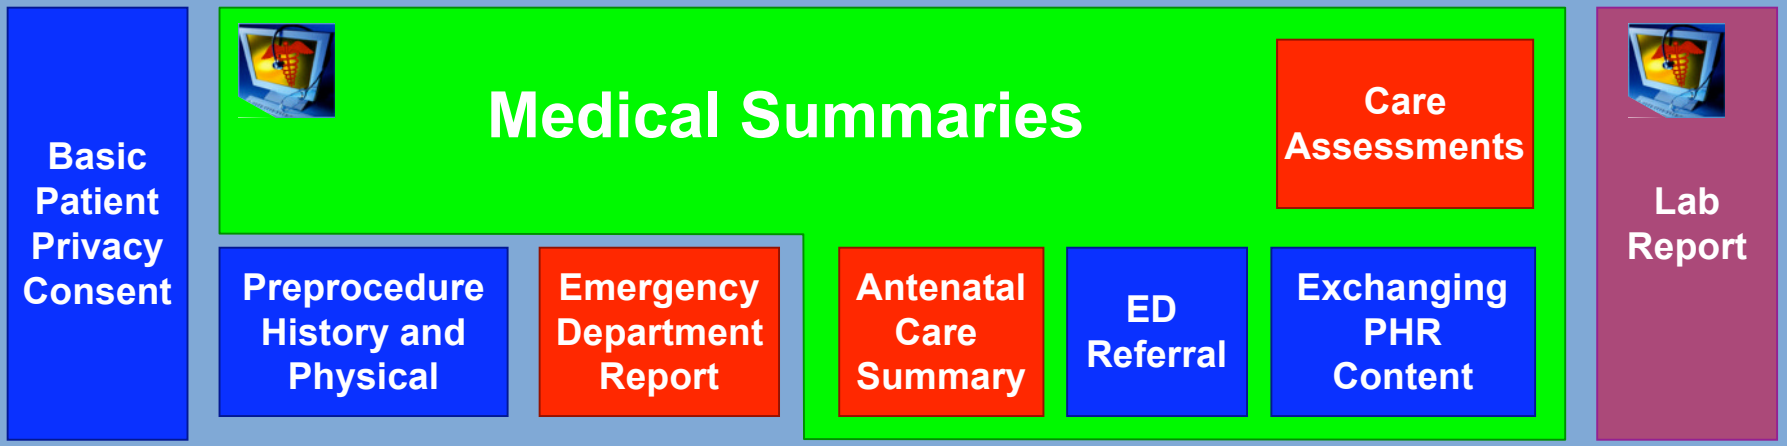 Basic
Patient
Privacy
Consent
Medical Summaries
Care
Assessments
Preprocedure
History and
Physical
Emergency
Department
Report
Antenatal
Care
Summary
ED
Referral
Exchanging
PHR
Content
Lab
Report